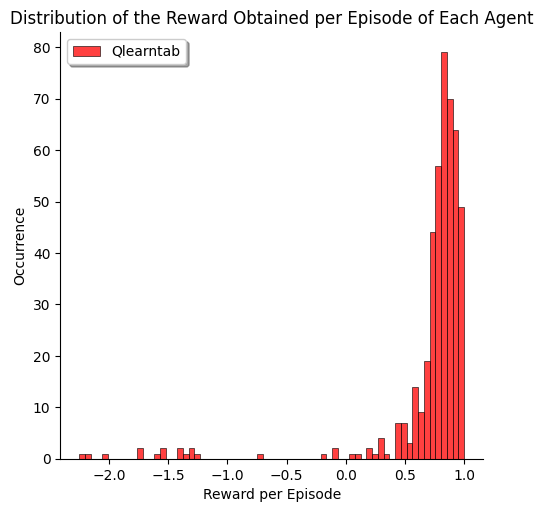 Distribution of the Reward Obtained per Episode of Each Agent
Qlearntab
80
70
60
50
40
30
20
10
0
Occurrence
−2.0 −1.5 −1.0 −0.5 0.0 0.5 1.0
Reward per Episode